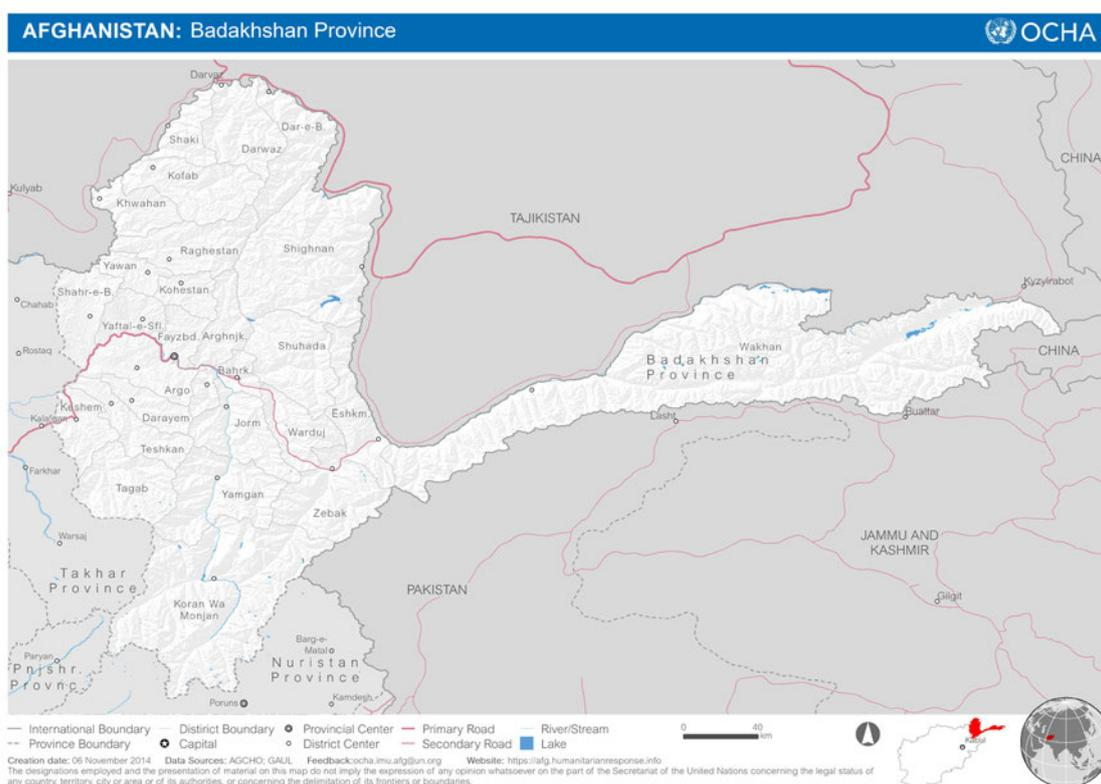 AFGHANISTAN: Badakhshan Province
OCHA
Darvaz
Dar-e-B.
Shaki
Darwaz
CHINA
Kofab
Kulyab
Khwahan
TAJIKISTAN
Raghestan
Shighnan
Yawan
Kohestan
Kyzylrabot
Shahr-e-B.
Chahab
Yaftal-e-Sfl.
Fayzbd.
Arghnjk.
Shuhada
Wakhan
Rostaq
CHINA
Badakhshan
Province
Bahrk.
Argo
Keshem
Eshkm.
Lasht
Buattar
Kalafgan
Darayem
Jorm
Warduj
Teshkan
Farkhar
Tagab
Yamgan
Zebak
Warsaj
JAMMU AND
KASHMIR
Takhar
Province
PAKISTAN
Koran Wa
Monjan
Gilgit
Barg-e-
Matal
Paryan
Pnjshr.
Provnc.
Nuristan
Province
Poruns
Kamdesh
International Boundary
District Boundary
Provincial Center
Primary Road
River/Stream
0 40
km
Province Boundary
Capital
District Center
Secondary Road
Lake
Kabul
Creation date: 06 November 2014 Data Sources: AGCHO; GAUL Feedback:ocha.imu.afg@un.org Website: https://afg.humanitarianresponse.info
The designations employed and the presentation of material on this map do not imply the expression of any opinion whatsoever on the part of the Secretariat of the United Nations concerning the legal status of
any country, territory, city or area or of its authorities, or concerning the delimitation of its frontiers or boundaries.